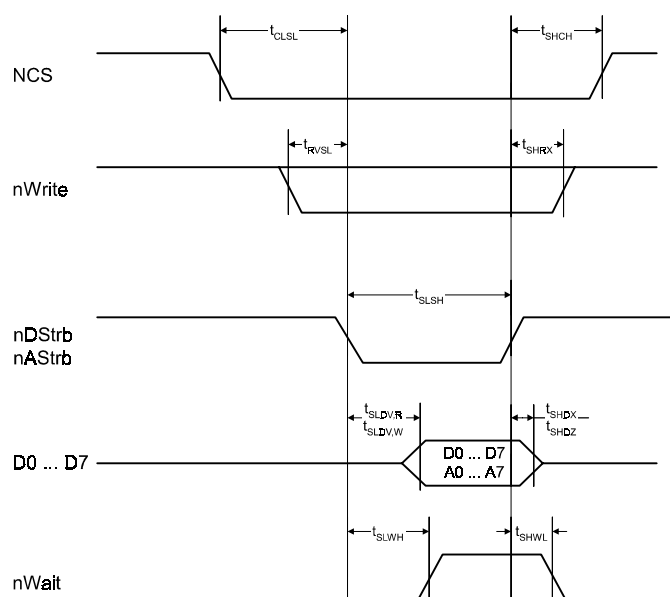 tCLSL
tSHCH
NCS
tRVSL
tSHRX
nWrite
tSLSH
nDStrb
nAStrb
tSLDV,R
tSHDX
tSLDV,W
tSHDZ
D0 ... D7
D0 ... D7
A0 ... A7
tSLWH
tSHWL
nWait